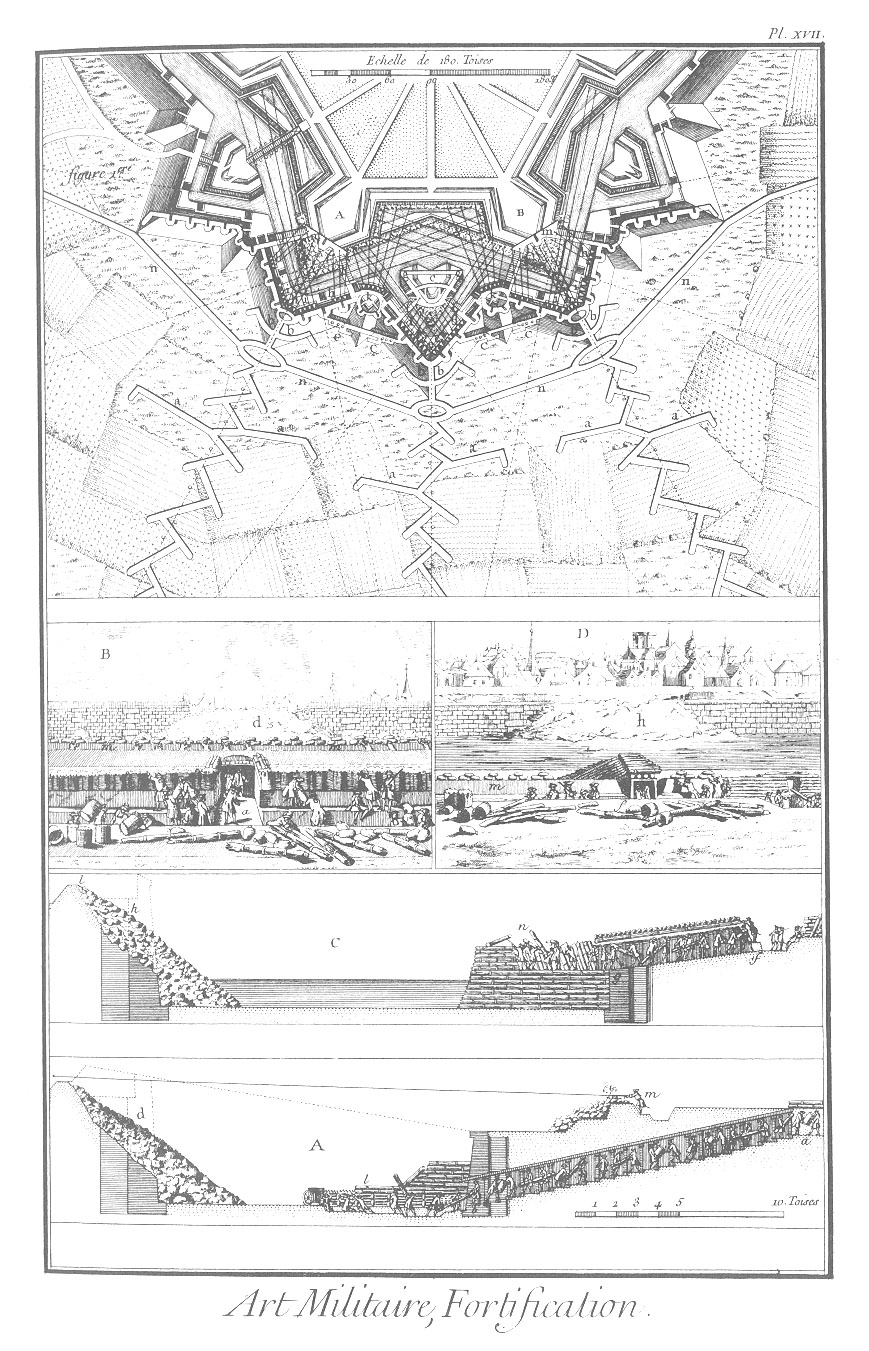 Pl. XVII.
Echelle de 180. Toises
30 60 90 180 T
figure 1re
A B
C
m
n n
b b
c c c c
b b
n n
a a a a
a a
B D
d h
m m
m
a
l
h
C
n
f
g
m
d
A
l
a
1 2 3 4 5 10. Toises
Art Militaire, Fortification.